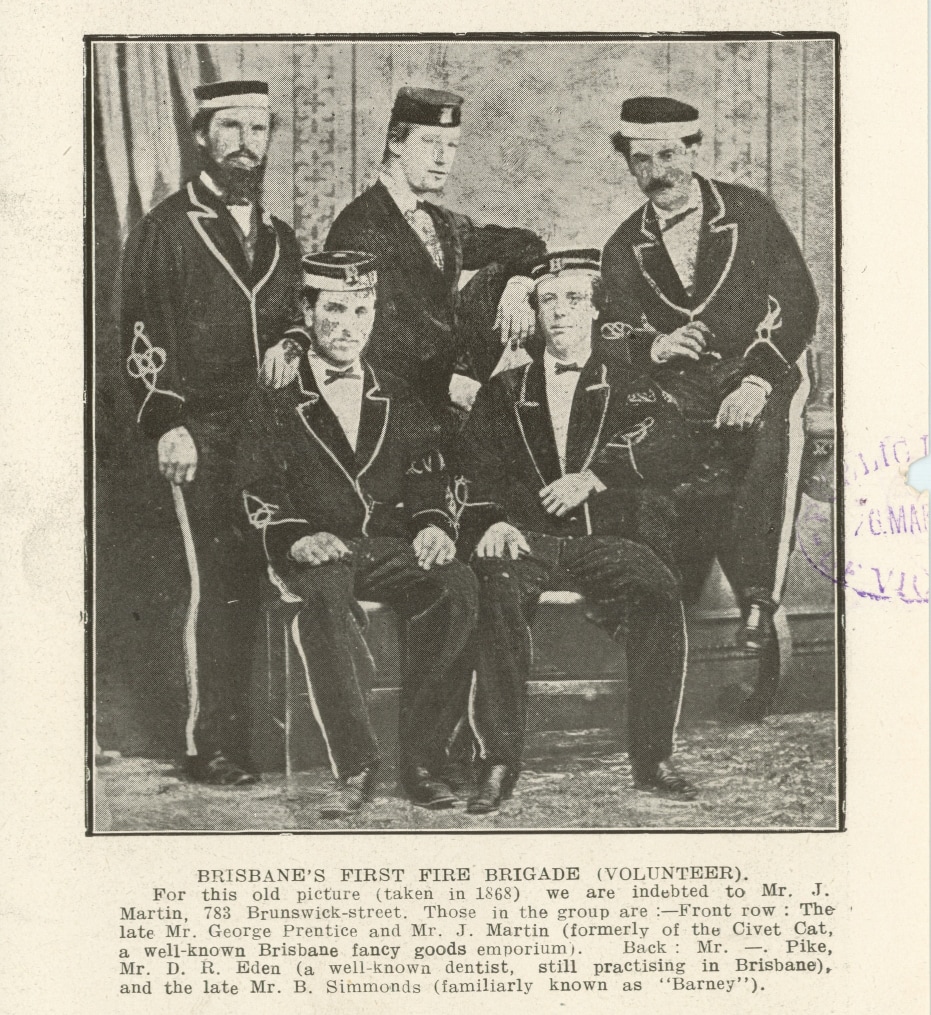 BRISBANE'S FIRST FIRE BRIGADE (VOLUNTEER).
For this old picture (taken in 1868) we are indebted to Mr. J.
Martin, 783 Brunswick-street. Those in the group are :—Front row : The
late Mr. George Prentice and Mr. J. Martin (formerly of the Civet Cat,
a well-known Brisbane fancy goods emporium). Back : Mr. —. Pike,
Mr. D. R. Eden (a well-known dentist, still practising in Brisbane),
and the late Mr. B. Simmonds (familiarly known as "Barney").